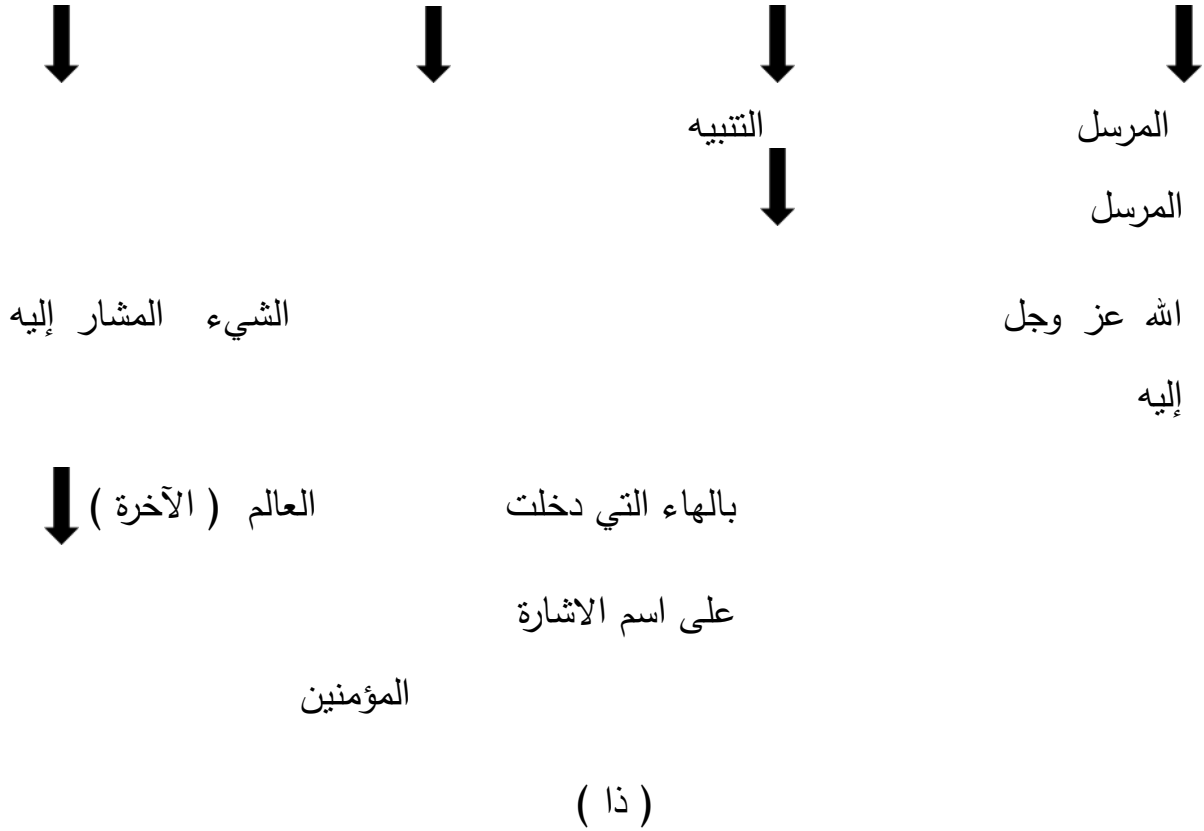 المرسل التنبيه
المرسل
الله عز وجل الشيء المشار إليه
إليه
بالهاء التي دخلت العالم ( الآخرة )
على اسم الاشارة
المؤمنين
( ذا )